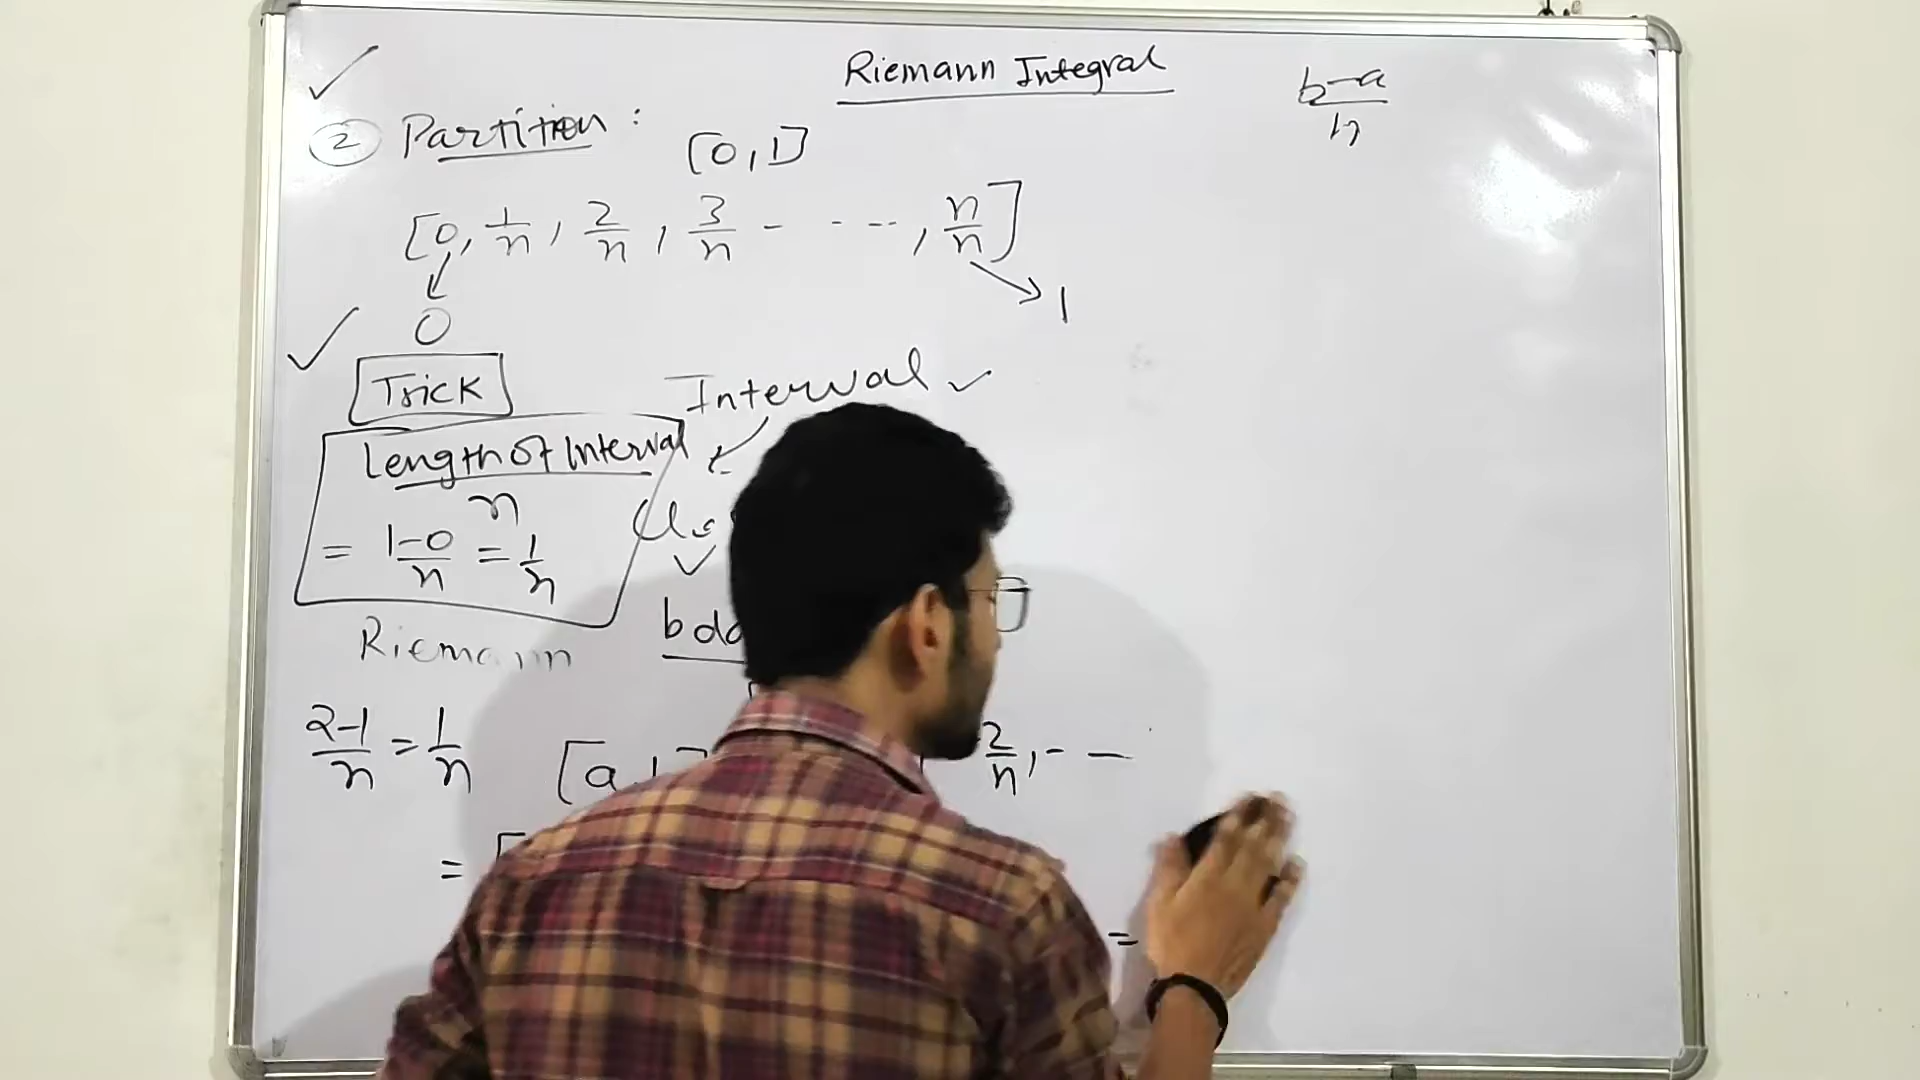 Riemann Integral
b-a/n
② Partition : [0,1]
[0, 1/n, 2/n, 3/n - - - -, n/n]
0
1
Trick
Interval ✓
Length of Interval
n
= 1-0/n = 1/n
Riemann
2-1/n = 1/n
[a,
2/n, - -
= [
=